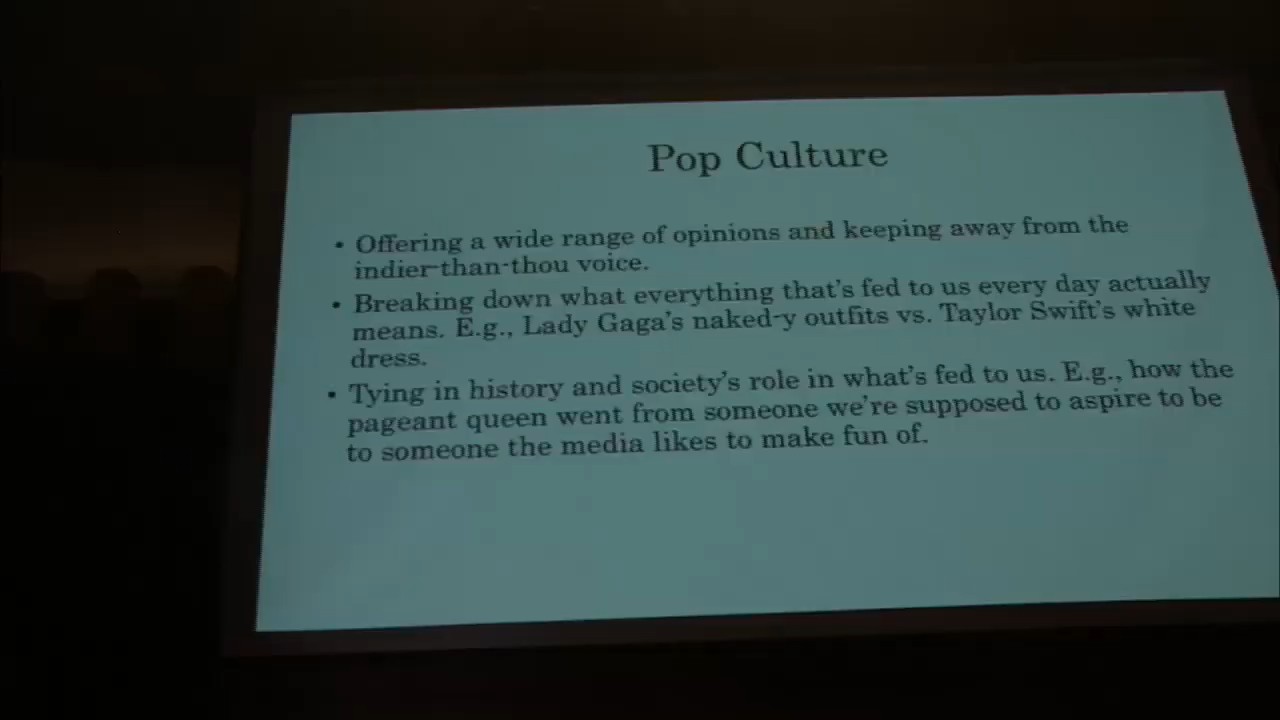 Pop Culture
• Offering a wide range of opinions and keeping away from the
indier-than-thou voice.
• Breaking down what everything that's fed to us every day actually
means. E.g., Lady Gaga's naked-y outfits vs. Taylor Swift's white
dress.
• Tying in history and society's role in what's fed to us. E.g., how the
pageant queen went from someone we're supposed to aspire to be
to someone the media likes to make fun of.